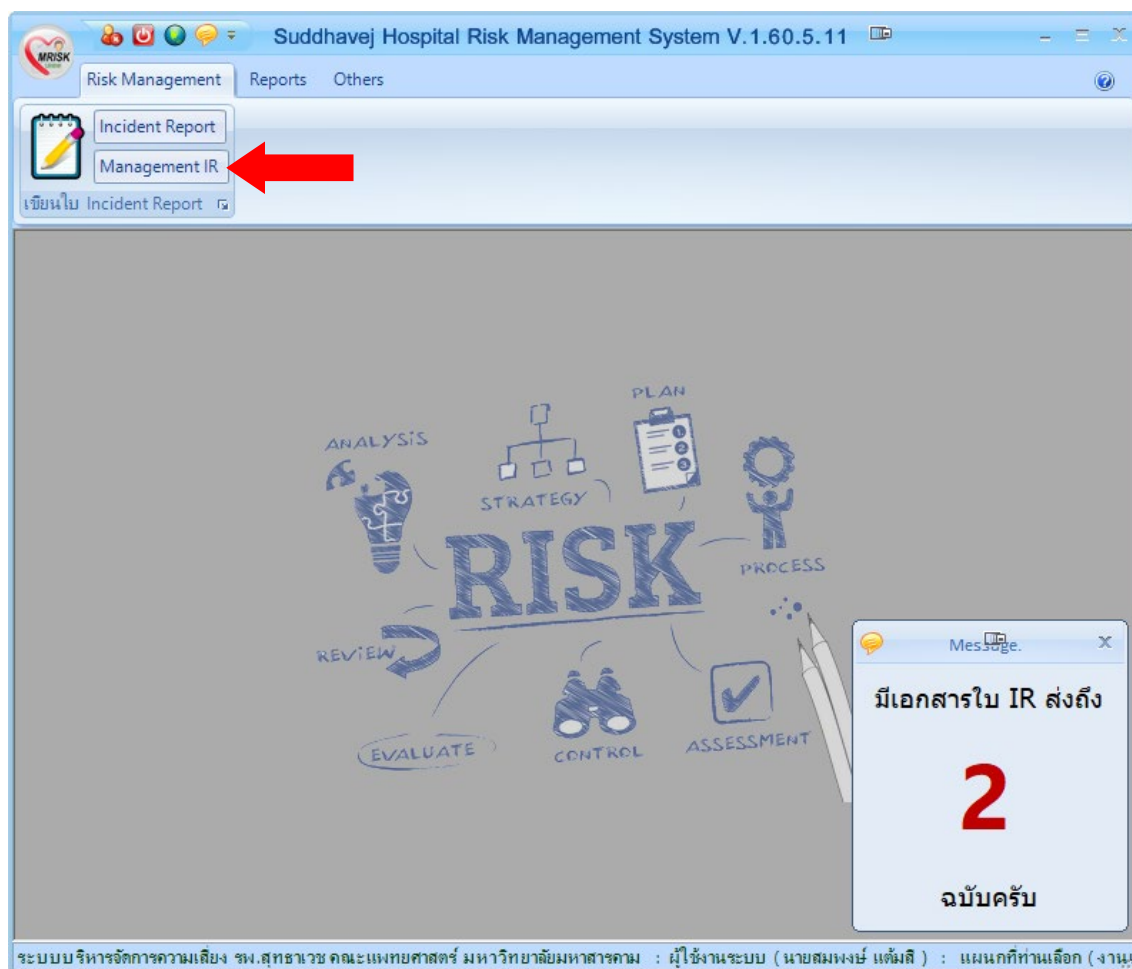 Suddhavej Hospital Risk Management System V.1.60.5.11
MRISK
Risk Management Reports Others
Incident Report
Management IR
เขียนใบ Incident Report
PLAN
ANALYSIS
1
2
3
STRATEGY
RISK
PROCESS
REVIEW
EVALUATE
CONTROL
ASSESSMENT
Message.
มีเอกสารใบ IR ส่งถึง
2
ฉบับครับ
ระบบบริหารจัดการความเสี่ยง รพ.สุทธาเวช คณะแพทยศาสตร์ มหาวิทยาลัยมหาสารคาม : ผู้ใช้งานระบบ ( นายสมพงษ์ แต้มสี ) : แผนกที่ท่านเลือก